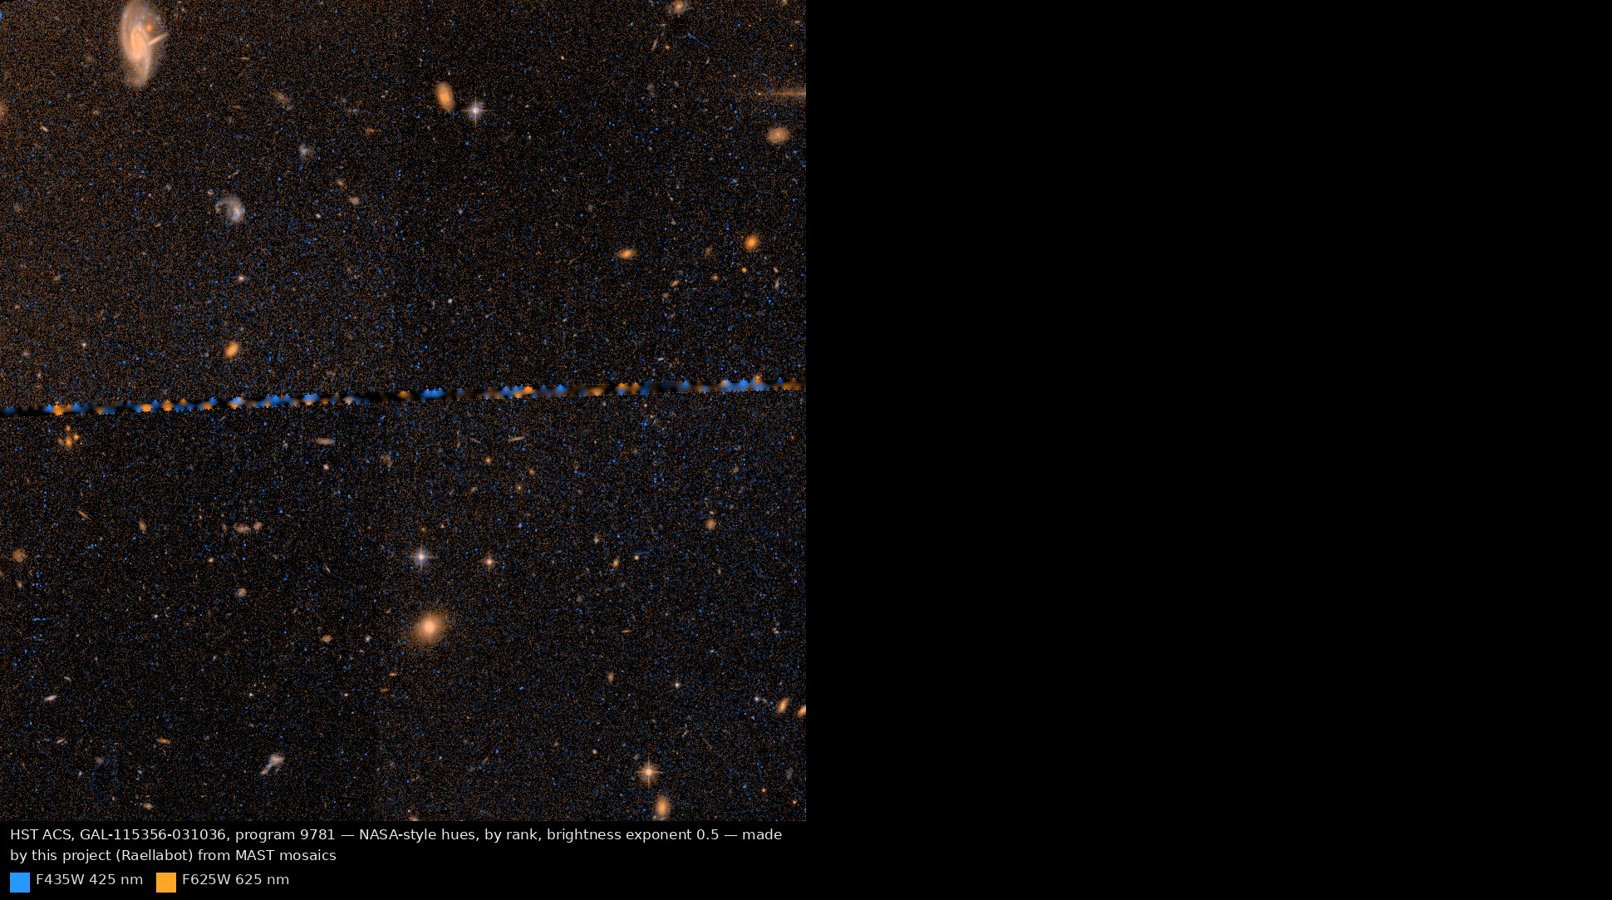 HST ACS, GAL-115356-031036, program 9781 — NASA-style hues, by rank, brightness exponent 0.5 — made
by this project (Raellabot) from MAST mosaics
F435W 425 nm F625W 625 nm